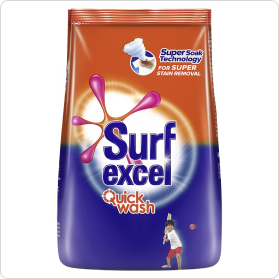 Super Soak
Technology
FOR SUPER
STAIN REMOVAL
Surf
excel
Quick
wash